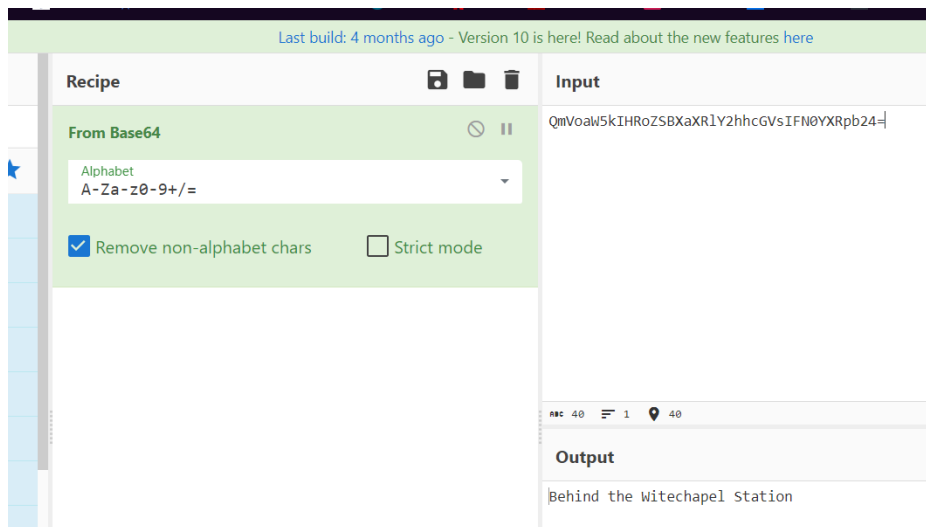 Last build: 4 months ago - Version 10 is here! Read about the new features here
Recipe
Input
From Base64
Alphabet
A-Za-z0-9+/=
Remove non-alphabet chars
Strict mode
QmVoaW5kIHRoZSBXaXRlY2hhcGVsIFN0YXRpb24=
ABC 40 1 40
Output
Behind the Witechapel Station